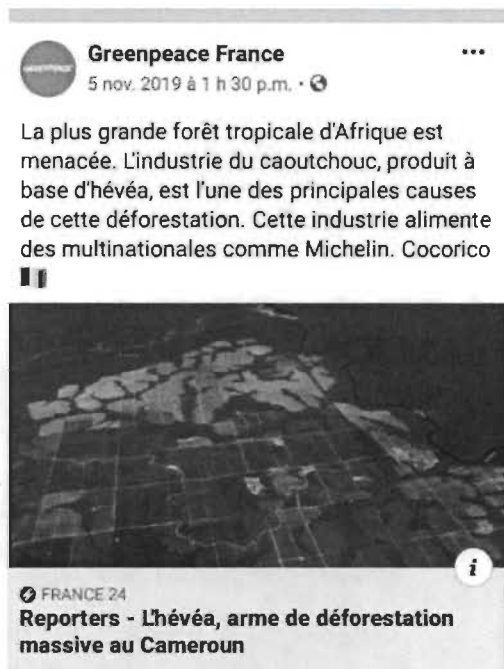 Greenpeace France
5 nov. 2019 à 1 h 30 p.m. •
La plus grande forêt tropicale d'Afrique est
menacée. L'industrie du caoutchouc, produit à
base d'hévéa, est l'une des principales causes
de cette déforestation. Cette industrie alimente
des multinationales comme Michelin. Cocorico
i
FRANCE 24
Reporters - L'hévéa, arme de déforestation
massive au Cameroun